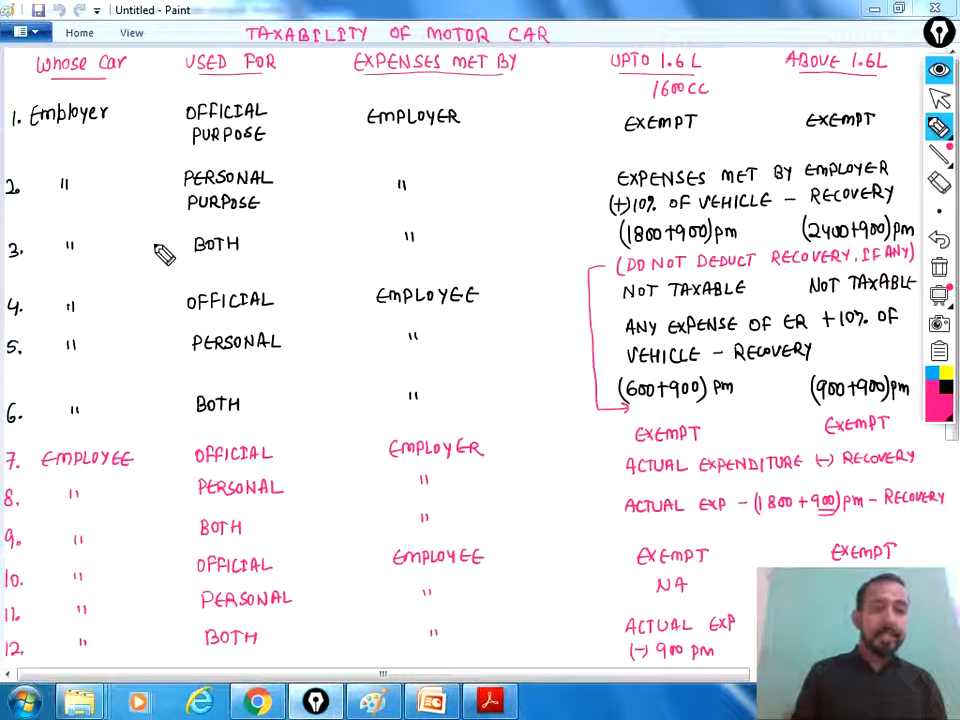 Untitled - Paint
Home View
TAXABILITY OF MOTOR CAR
Whose Car USED FOR EXPENSES MET BY UPTO 1.6 L ABOVE 1.6L
1600CC
1. Employer OFFICIAL PURPOSE EMPLOYER EXEMPT EXEMPT
2. " PERSONAL PURPOSE " EXPENSES MET BY EMPLOYER
(+)10% OF VEHICLE - RECOVERY
3. " BOTH " (1800+900)pm (2400+900)pm
(DO NOT DEDUCT RECOVERY, IF ANY)
4. " OFFICIAL EMPLOYEE NOT TAXABLE NOT TAXABLE
5. " PERSONAL " ANY EXPENSE OF ER +10% OF
VEHICLE - RECOVERY
6. " BOTH " (600+900) pm (900+900)pm
7. EMPLOYEE OFFICIAL EMPLOYER EXEMPT EXEMPT
8. " PERSONAL " ACTUAL EXPENDITURE (-) RECOVERY
9. " BOTH " ACTUAL EXP - (1800+900)pm - RECOVERY
10. " OFFICIAL EMPLOYEE EXEMPT EXEMPT
11. " PERSONAL " NA
12. " BOTH " ACTUAL EXP
(-) 900 pm